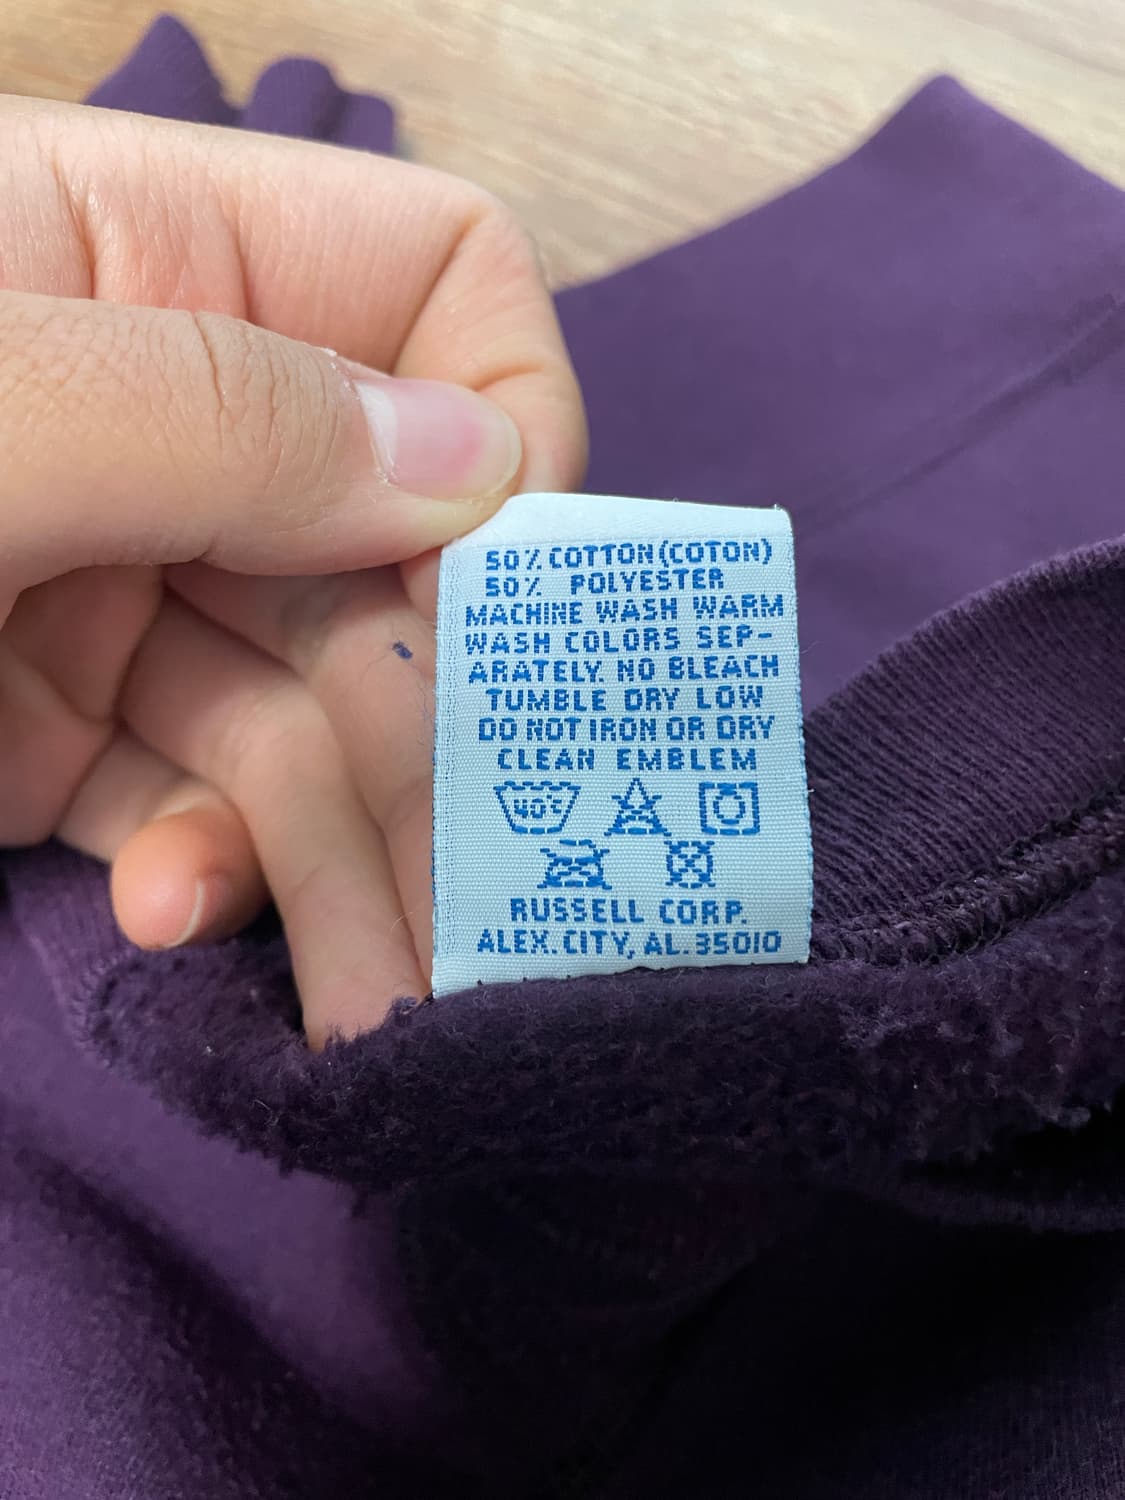 50% COTTON (COTON)
50% POLYESTER
MACHINE WASH WARM
WASH COLORS SEP-
ARATELY. NO BLEACH
TUMBLE DRY LOW
DO NOT IRON OR DRY
CLEAN EMBLEM
40°C
RUSSELL CORP.
ALEX. CITY, AL. 35010